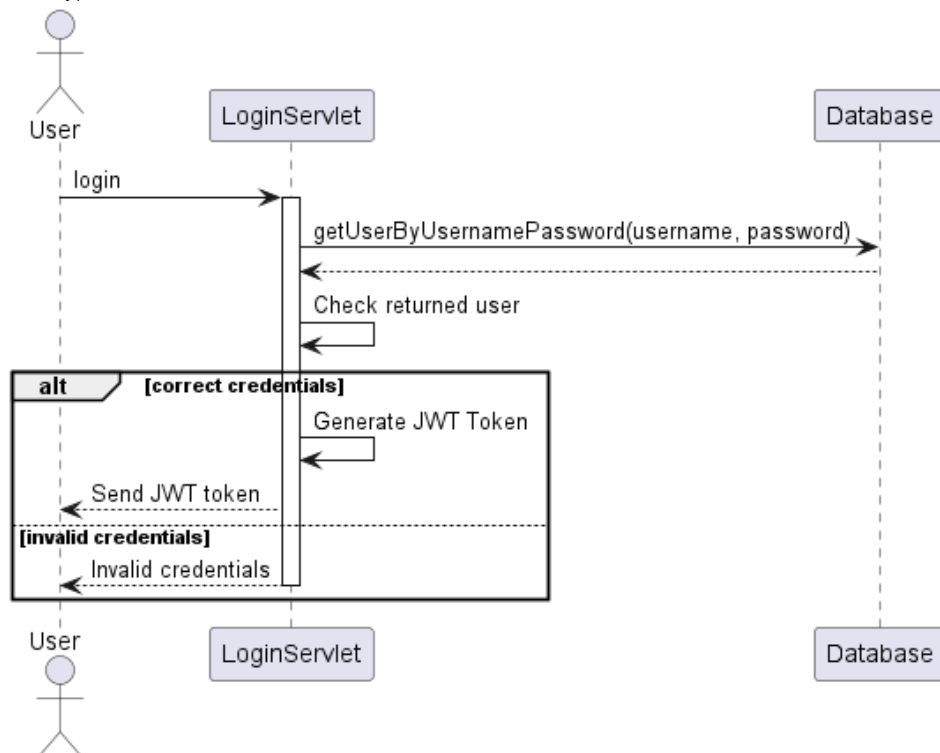 User
LoginServlet
Database
login
getUserByUsernamePassword(username, password)
Check returned user
alt
[correct credentials]
Generate JWT Token
Send JWT token
[invalid credentials]
Invalid credentials
User
LoginServlet
Database